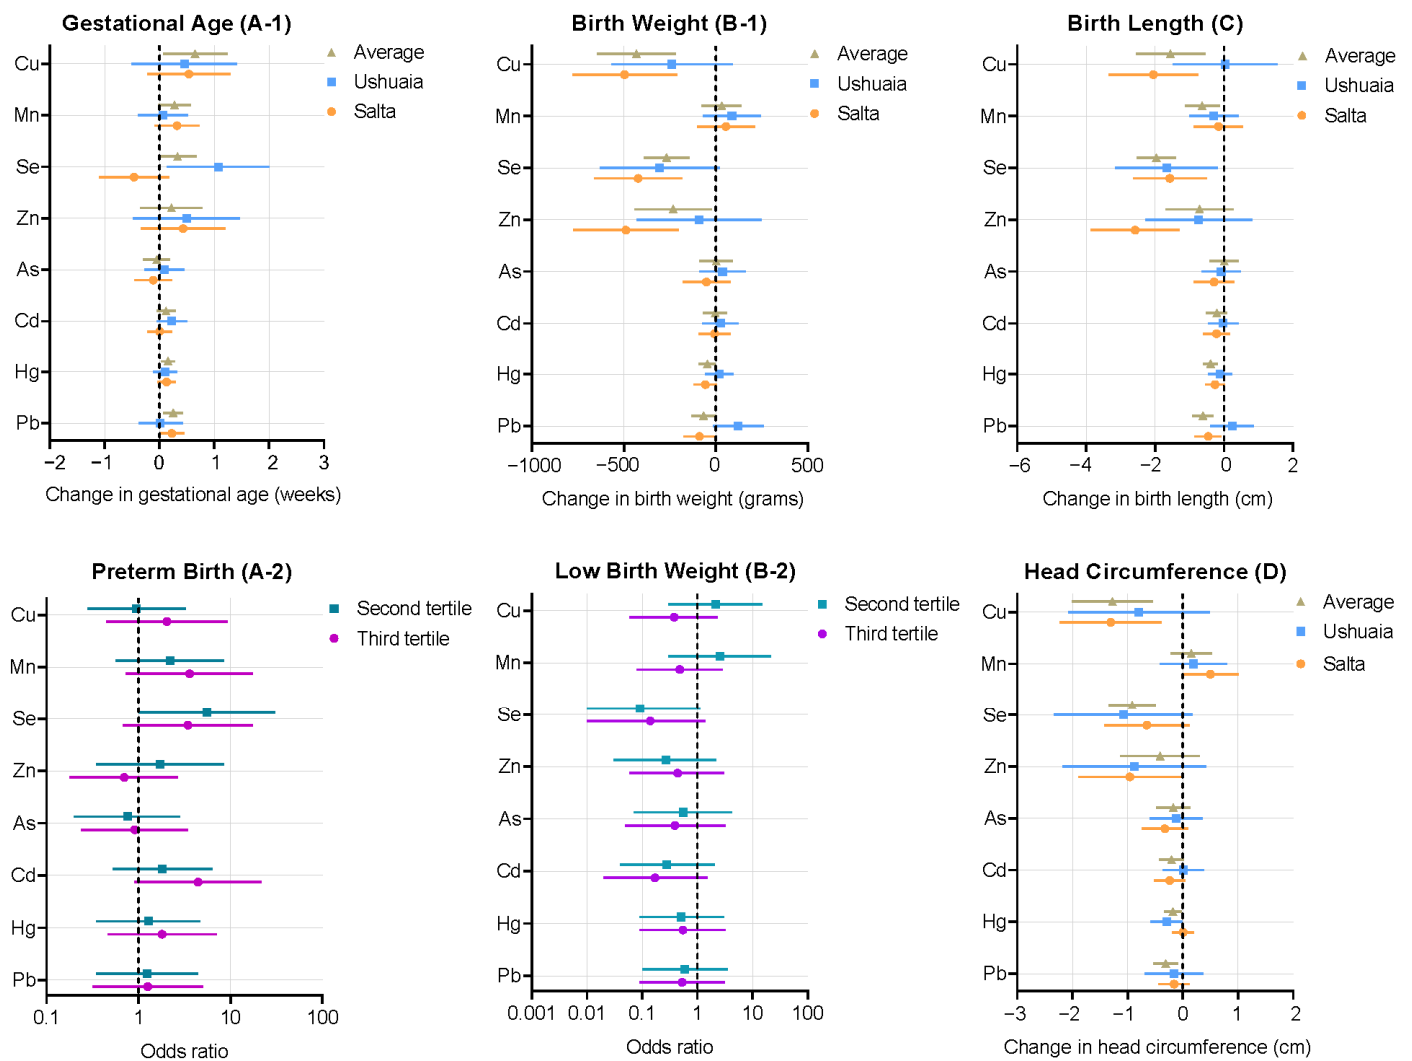 Gestational Age (A-1)
Cu
Mn
Se
Zn
As
Cd
Hg
Pb
−2 −1 0 1 2 3
Change in gestational age (weeks)
Average
Ushuaia
Salta
Birth Weight (B-1)
Cu
Mn
Se
Zn
As
Cd
Hg
Pb
−1000 −500 0 500
Change in birth weight (grams)
Average
Ushuaia
Salta
Birth Length (C)
Cu
Mn
Se
Zn
As
Cd
Hg
Pb
−6 −4 −2 0 2
Change in birth length (cm)
Average
Ushuaia
Salta
Preterm Birth (A-2)
Cu
Mn
Se
Zn
As
Cd
Hg
Pb
0.1 1 10 100
Odds ratio
Second tertile
Third tertile
Low Birth Weight (B-2)
Cu
Mn
Se
Zn
As
Cd
Hg
Pb
0.001 0.01 0.1 1 10 100
Odds ratio
Second tertile
Third tertile
Head Circumference (D)
Cu
Mn
Se
Zn
As
Cd
Hg
Pb
−3 −2 −1 0 1 2
Change in head circumference (cm)
Average
Ushuaia
Salta